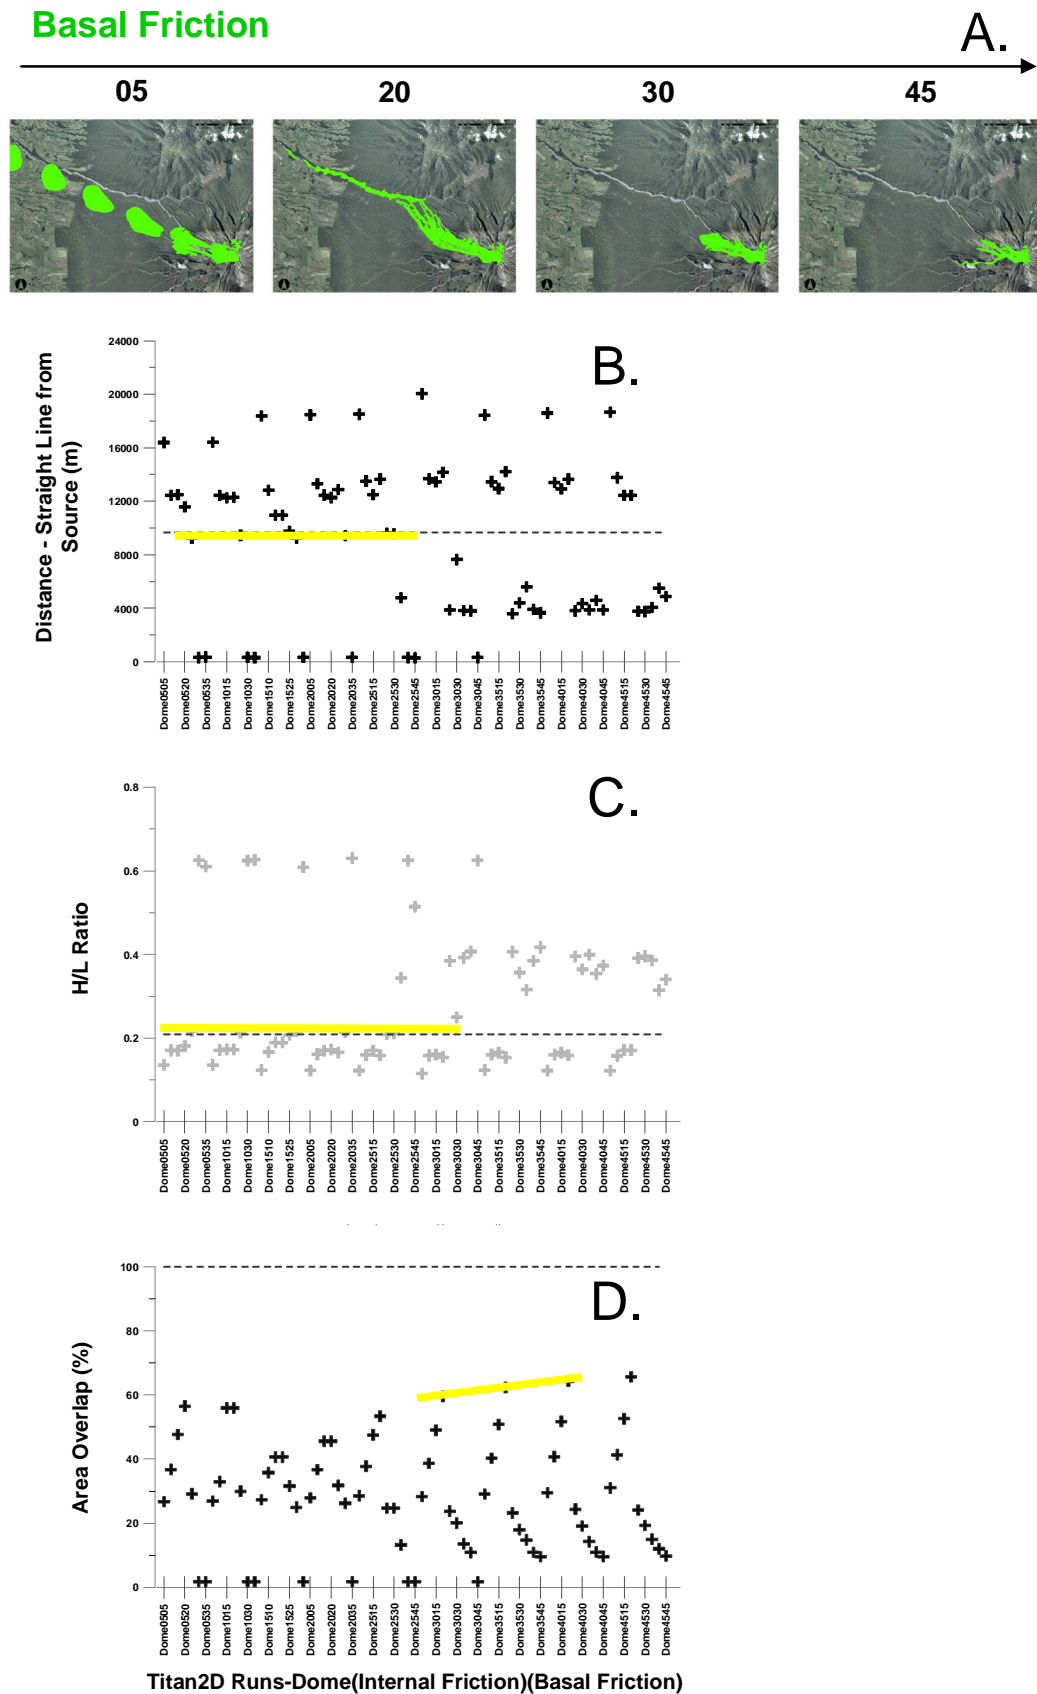 Basal Friction
A.
05 20 30 45
B.
Distance - Straight Line from
Source (m)
24000
20000
16000
12000
8000
4000
0
Dome0505 Dome0520 Dome0535 Dome1015 Dome1030 Dome1510 Dome1525 Dome2005 Dome2020 Dome2035 Dome2515 Dome2530 Dome2545 Dome3015 Dome3030 Dome3045 Dome3515 Dome3530 Dome3545 Dome4015 Dome4030 Dome4045 Dome4515 Dome4530 Dome4545
C.
H/L Ratio
0.8
0.6
0.4
0.2
0
Dome0505 Dome0520 Dome0535 Dome1015 Dome1030 Dome1510 Dome1525 Dome2005 Dome2020 Dome2035 Dome2515 Dome2530 Dome2545 Dome3015 Dome3030 Dome3045 Dome3515 Dome3530 Dome3545 Dome4015 Dome4030 Dome4045 Dome4515 Dome4530 Dome4545
D.
Area Overlap (%)
100
80
60
40
20
0
Dome0505 Dome0520 Dome0535 Dome1015 Dome1030 Dome1510 Dome1525 Dome2005 Dome2020 Dome2035 Dome2515 Dome2530 Dome2545 Dome3015 Dome3030 Dome3045 Dome3515 Dome3530 Dome3545 Dome4015 Dome4030 Dome4045 Dome4515 Dome4530 Dome4545
Titan2D Runs-Dome(Internal Friction)(Basal Friction)